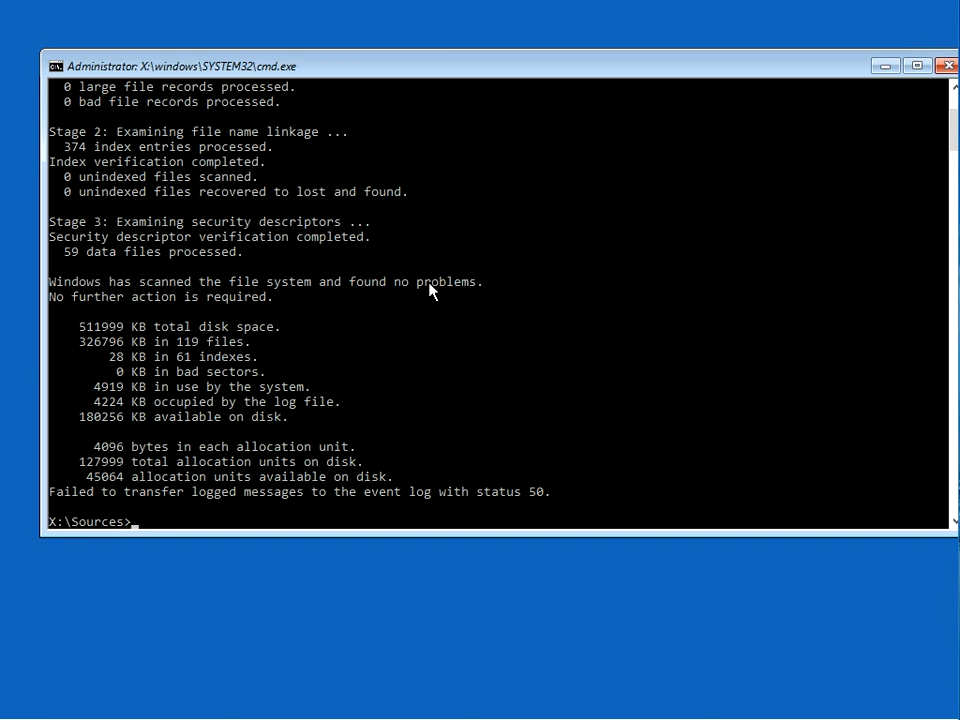 Administrator: X:\windows\SYSTEM32\cmd.exe
0 large file records processed.
0 bad file records processed.
Stage 2: Examining file name linkage ...
374 index entries processed.
Index verification completed.
0 unindexed files scanned.
0 unindexed files recovered to lost and found.
Stage 3: Examining security descriptors ...
Security descriptor verification completed.
59 data files processed.
Windows has scanned the file system and found no problems.
No further action is required.
511999 KB total disk space.
326796 KB in 119 files.
28 KB in 61 indexes.
0 KB in bad sectors.
4919 KB in use by the system.
4224 KB occupied by the log file.
180256 KB available on disk.
4096 bytes in each allocation unit.
127999 total allocation units on disk.
45064 allocation units available on disk.
Failed to transfer logged messages to the event log with status 50.
X:\Sources>_